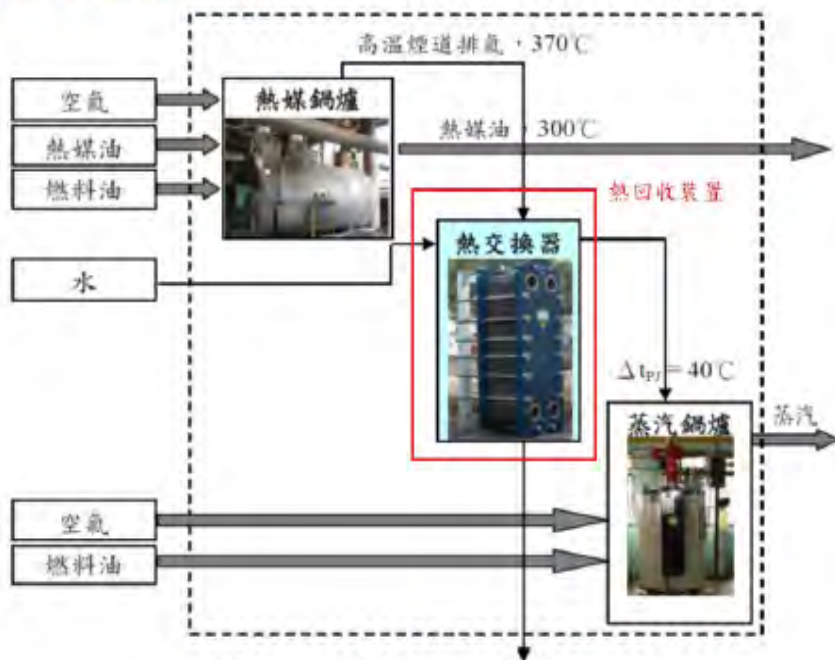 高溫煙道排氣，370℃
空氣
熱媒油
燃料油
熱媒鍋爐
熱媒油，300℃
熱回收裝置
水
熱交換器
Δt_PJ = 40℃
蒸汽鍋爐
蒸汽
空氣
燃料油